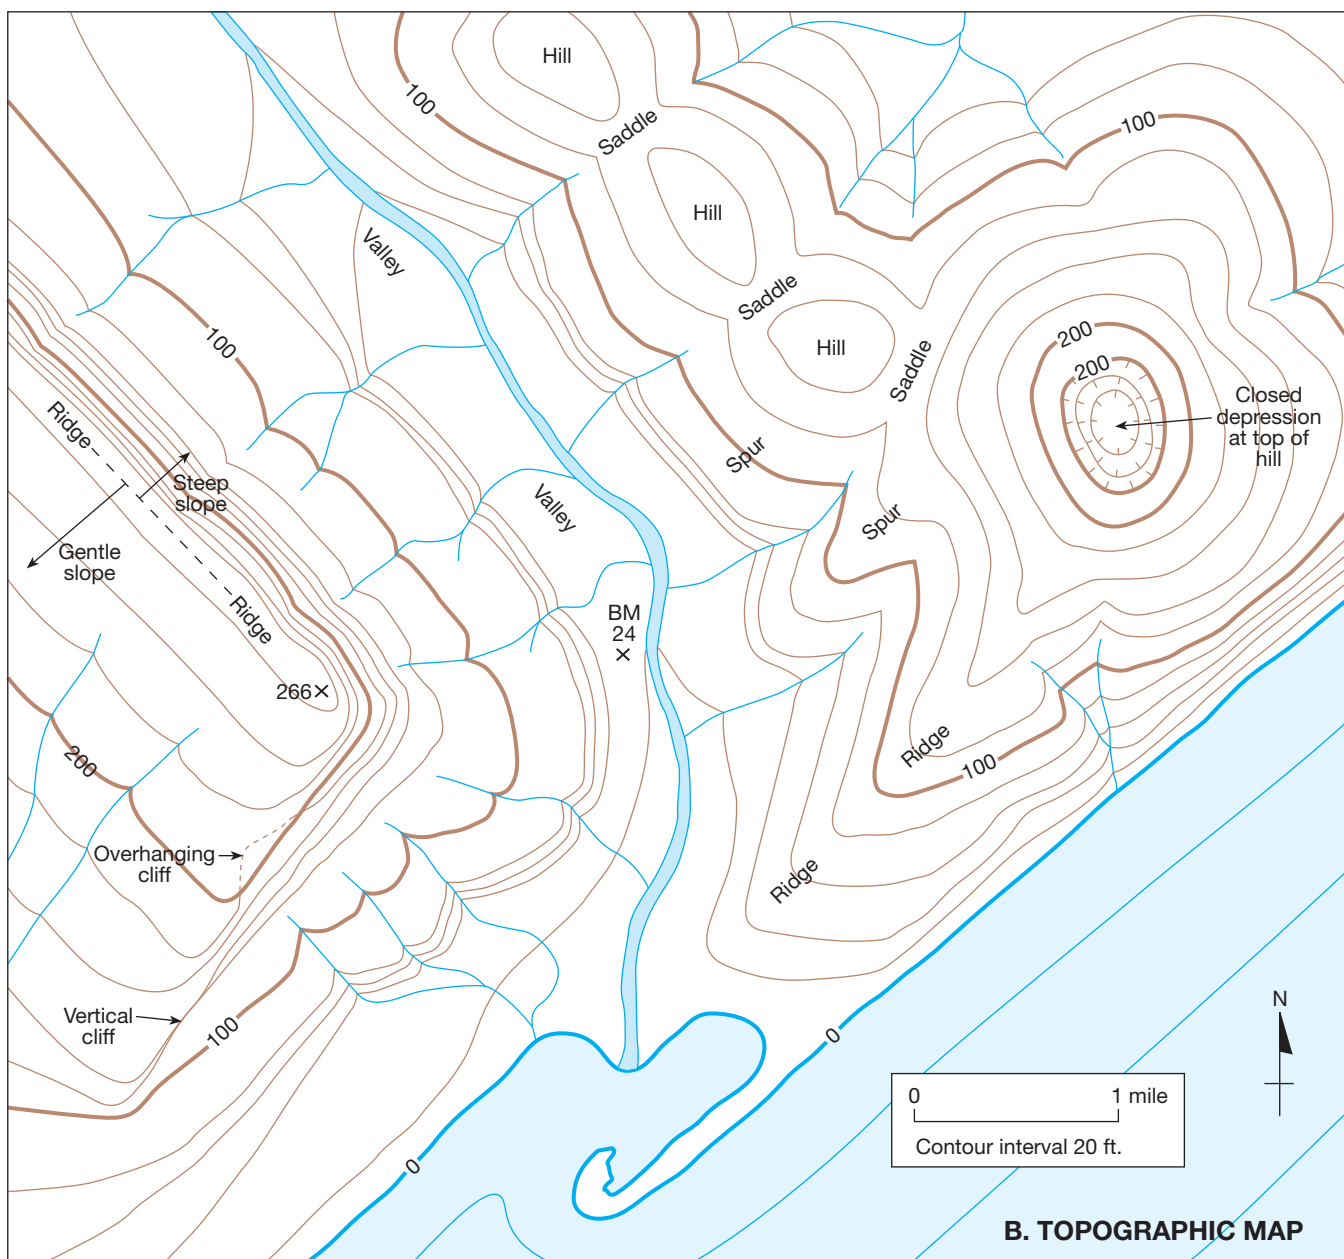 Hill
100
Saddle
100
Hill
Valley
Saddle
100
200
Hill
Saddle
200
Closed
depression
at top of
hill
Ridge
Spur
Steep
slope
Valley
Spur
Gentle
slope
Ridge
BM
24
266
Ridge
200
100
Overhanging
cliff
Ridge
Vertical
cliff
100
0
N
0 1 mile
Contour interval 20 ft.
0
B. TOPOGRAPHIC MAP